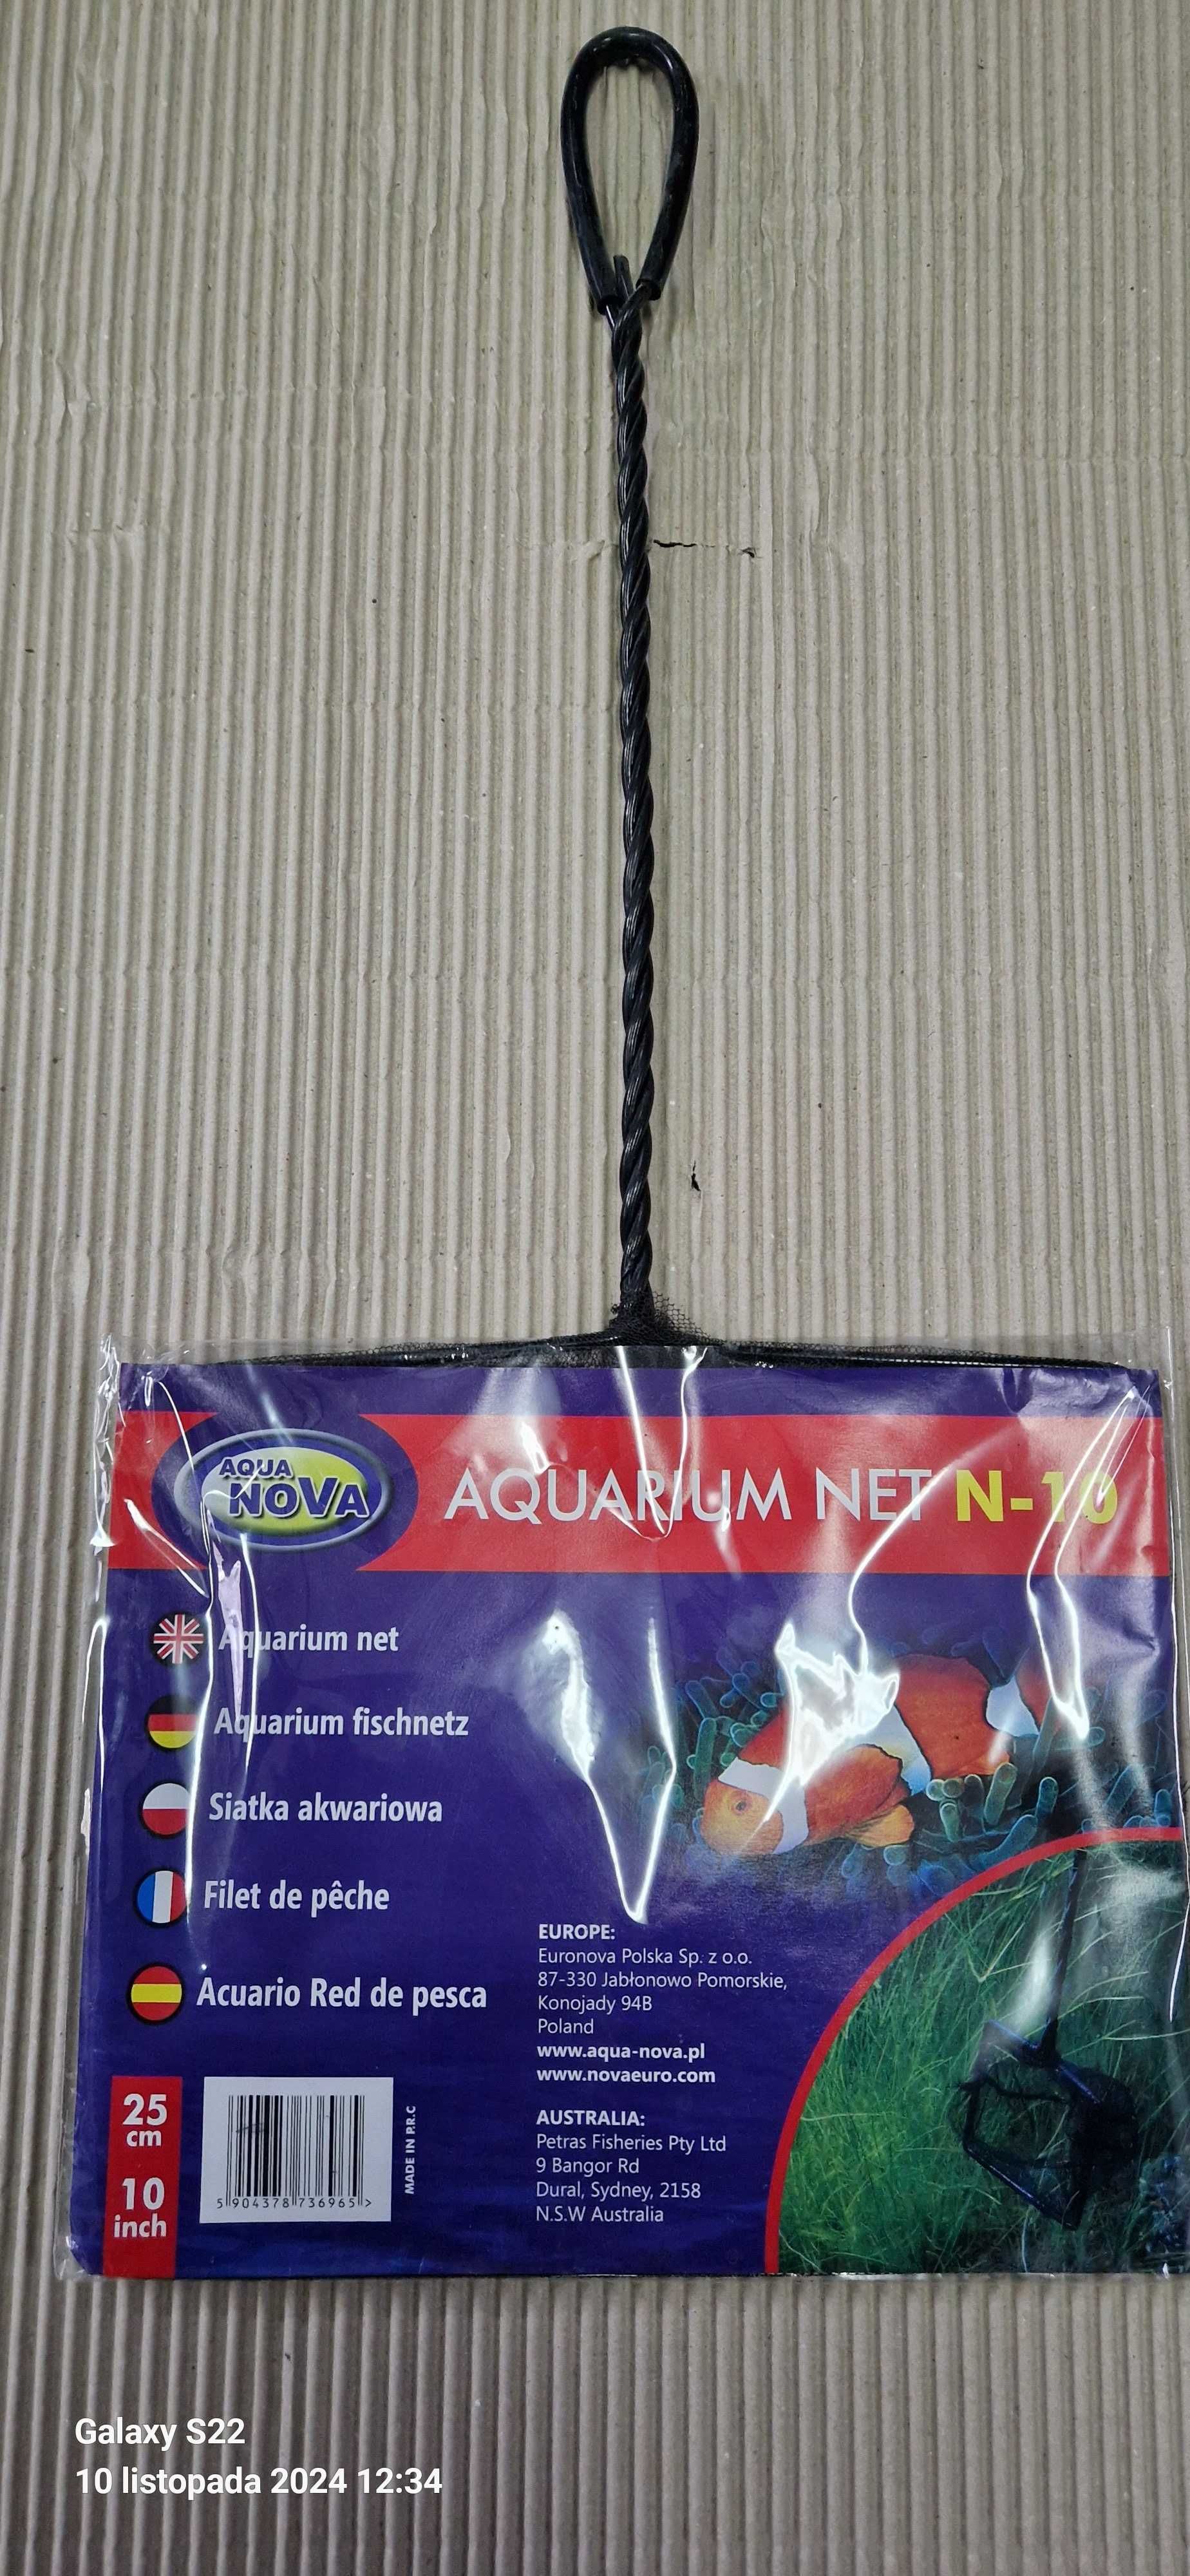 AQUA
NOVA
AQUARIUM NET N-10
Aquarium net
Aquarium fischnetz
Siatka akwariowa
Filet de pêche
Acuario Red de pesca
EUROPE:
Euronova Polska Sp. z o.o.
87-330 Jabłonowo Pomorskie,
Konojady 94B
Poland
www.aqua-nova.pl
www.novaeuro.com
AUSTRALIA:
Petras Fisheries Pty Ltd
9 Bangor Rd
Dural, Sydney, 2158
N.S.W Australia
25
cm
10
inch
5 904378 736965 >
MADE IN P.R.C
Galaxy S22
10 listopada 2024 12:34